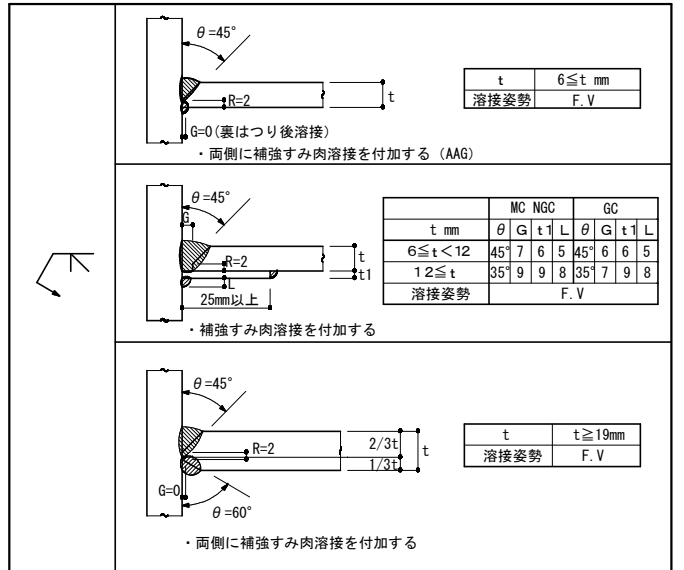 θ=45°
R=2
t
G=0(裏はつり後溶接)
・両側に補強すみ肉溶接を付加する (AAG)
t 6≦t mm
溶接姿勢 F.V
θ=45°
G
R=2
t
t1
L
25mm以上
・補強すみ肉溶接を付加する
MC NGC GC
t mm θ G t1 L θ G t1 L
6≦t<12 45° 7 6 5 45° 6 6 5
12≦t 35° 9 9 8 35° 7 9 8
溶接姿勢 F.V
θ=45°
R=2
2/3t
t
1/3t
G=0
θ=60°
・両側に補強すみ肉溶接を付加する
t t≧19mm
溶接姿勢 F.V